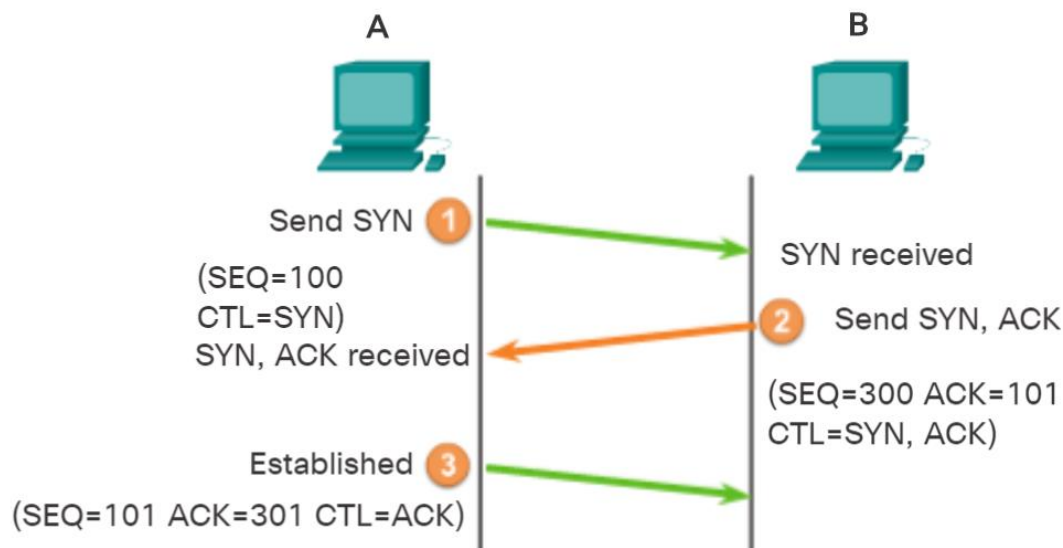 A
B
Send SYN 1
(SEQ=100
CTL=SYN)
SYN received
2 Send SYN, ACK
SYN, ACK received
(SEQ=300 ACK=101
CTL=SYN, ACK)
Established 3
(SEQ=101 ACK=301 CTL=ACK)